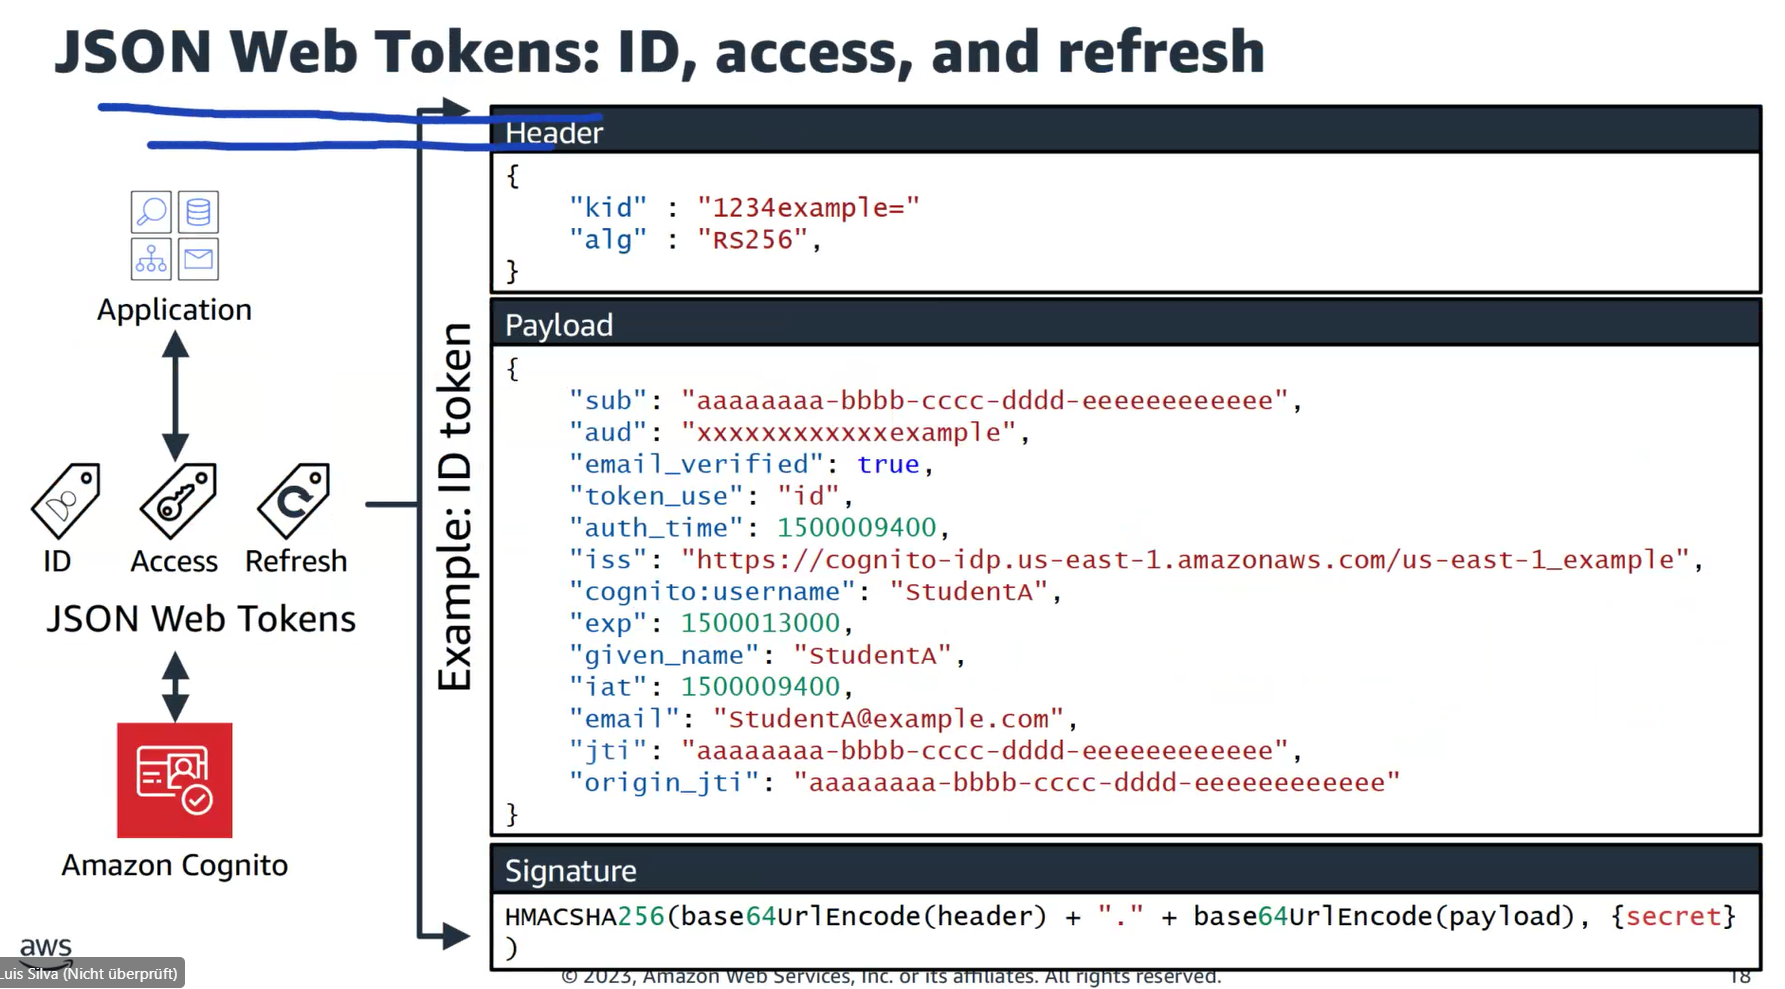 JSON Web Tokens: ID, access, and refresh
Application
ID Access Refresh
JSON Web Tokens
Amazon Cognito
Example: ID token
Header
{
"kid" : "1234example="
"alg" : "RS256",
}
Payload
{
"sub": "aaaaaaaa-bbbb-cccc-dddd-eeeeeeeeeeee",
"aud": "xxxxxxxxxxxxexample",
"email_verified": true,
"token_use": "id",
"auth_time": 1500009400,
"iss": "https://cognito-idp.us-east-1.amazonaws.com/us-east-1_example",
"cognito:username": "StudentA",
"exp": 1500013000,
"given_name": "StudentA",
"iat": 1500009400,
"email": "StudentA@example.com",
"jti": "aaaaaaaa-bbbb-cccc-dddd-eeeeeeeeeeee",
"origin_jti": "aaaaaaaa-bbbb-cccc-dddd-eeeeeeeeeeee"
}
Signature
HMACSHA256(base64UrlEncode(header) + "." + base64UrlEncode(payload), {secret}
)
aws
Luis Silva (Nicht überprüft)
© 2023, Amazon Web Services, Inc. or its affiliates. All rights reserved.
18